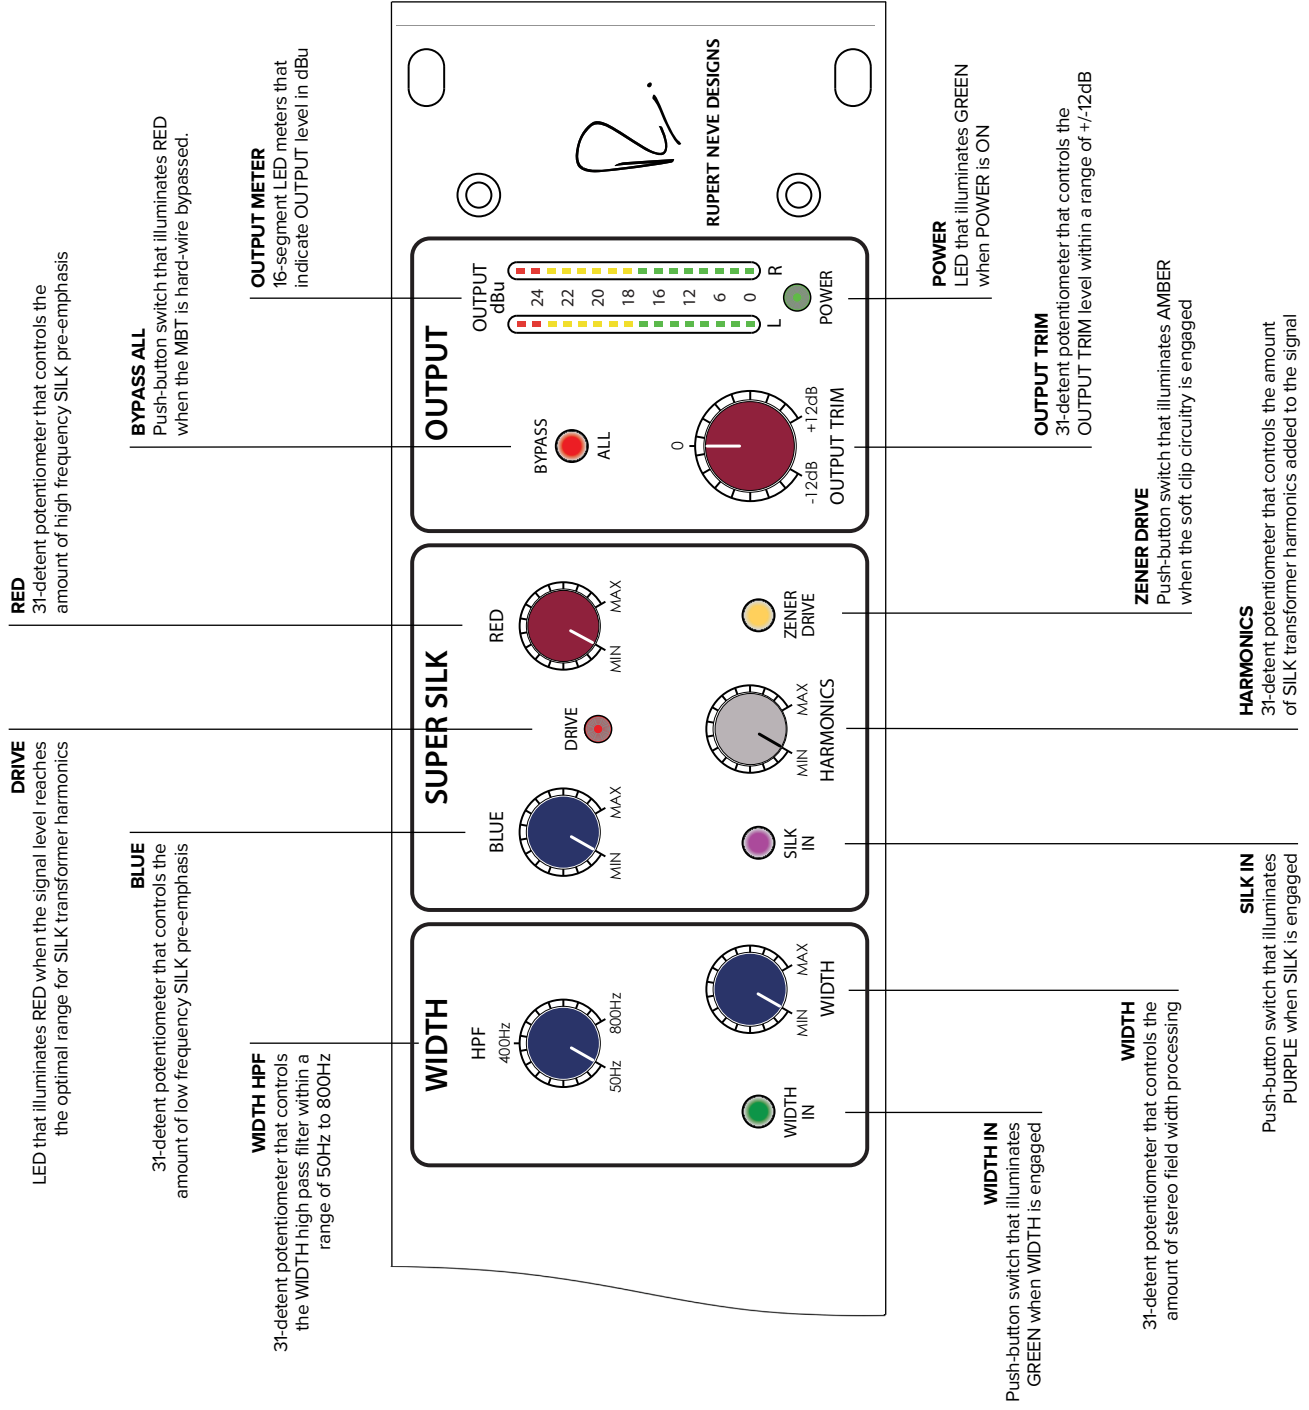 DRIVE
LED that illuminates RED when the signal level reaches
the optimal range for SILK transformer harmonics
RED
31-detent potentiometer that controls the
amount of high frequency SILK pre-emphasis
BLUE
31-detent potentiometer that controls the
amount of low frequency SILK pre-emphasis
BYPASS ALL
Push-button switch that illuminates RED
when the MBT is hard-wire bypassed.
WIDTH HPF
31-detent potentiometer that controls
the WIDTH high pass filter within a
range of 50Hz to 800Hz
OUTPUT METER
16-segment LED meters that
indicate OUTPUT level in dBu
WIDTH
HPF
400Hz
50Hz
800Hz
WIDTH
IN
MIN
MAX
WIDTH
SUPER SILK
BLUE
MIN
MAX
DRIVE
RED
MIN
MAX
SILK
IN
MIN
MAX
HARMONICS
ZENER
DRIVE
OUTPUT
BYPASS
ALL
0
-12dB
+12dB
OUTPUT TRIM
OUTPUT
dBu
24
22
20
18
16
12
6
0
L
R
POWER
RUPERT NEVE DESIGNS
WIDTH IN
Push-button switch that illuminates
GREEN when WIDTH is engaged
POWER
LED that illuminates GREEN
when POWER is ON
OUTPUT TRIM
31-detent potentiometer that controls the
OUTPUT TRIM level within a range of +/-12dB
WIDTH
31-detent potentiometer that controls the
amount of stereo field width processing
ZENER DRIVE
Push-button switch that illuminates AMBER
when the soft clip circuitry is engaged
SILK IN
Push-button switch that illuminates
PURPLE when SILK is engaged
HARMONICS
31-detent potentiometer that controls the amount
of SILK transformer harmonics added to the signal